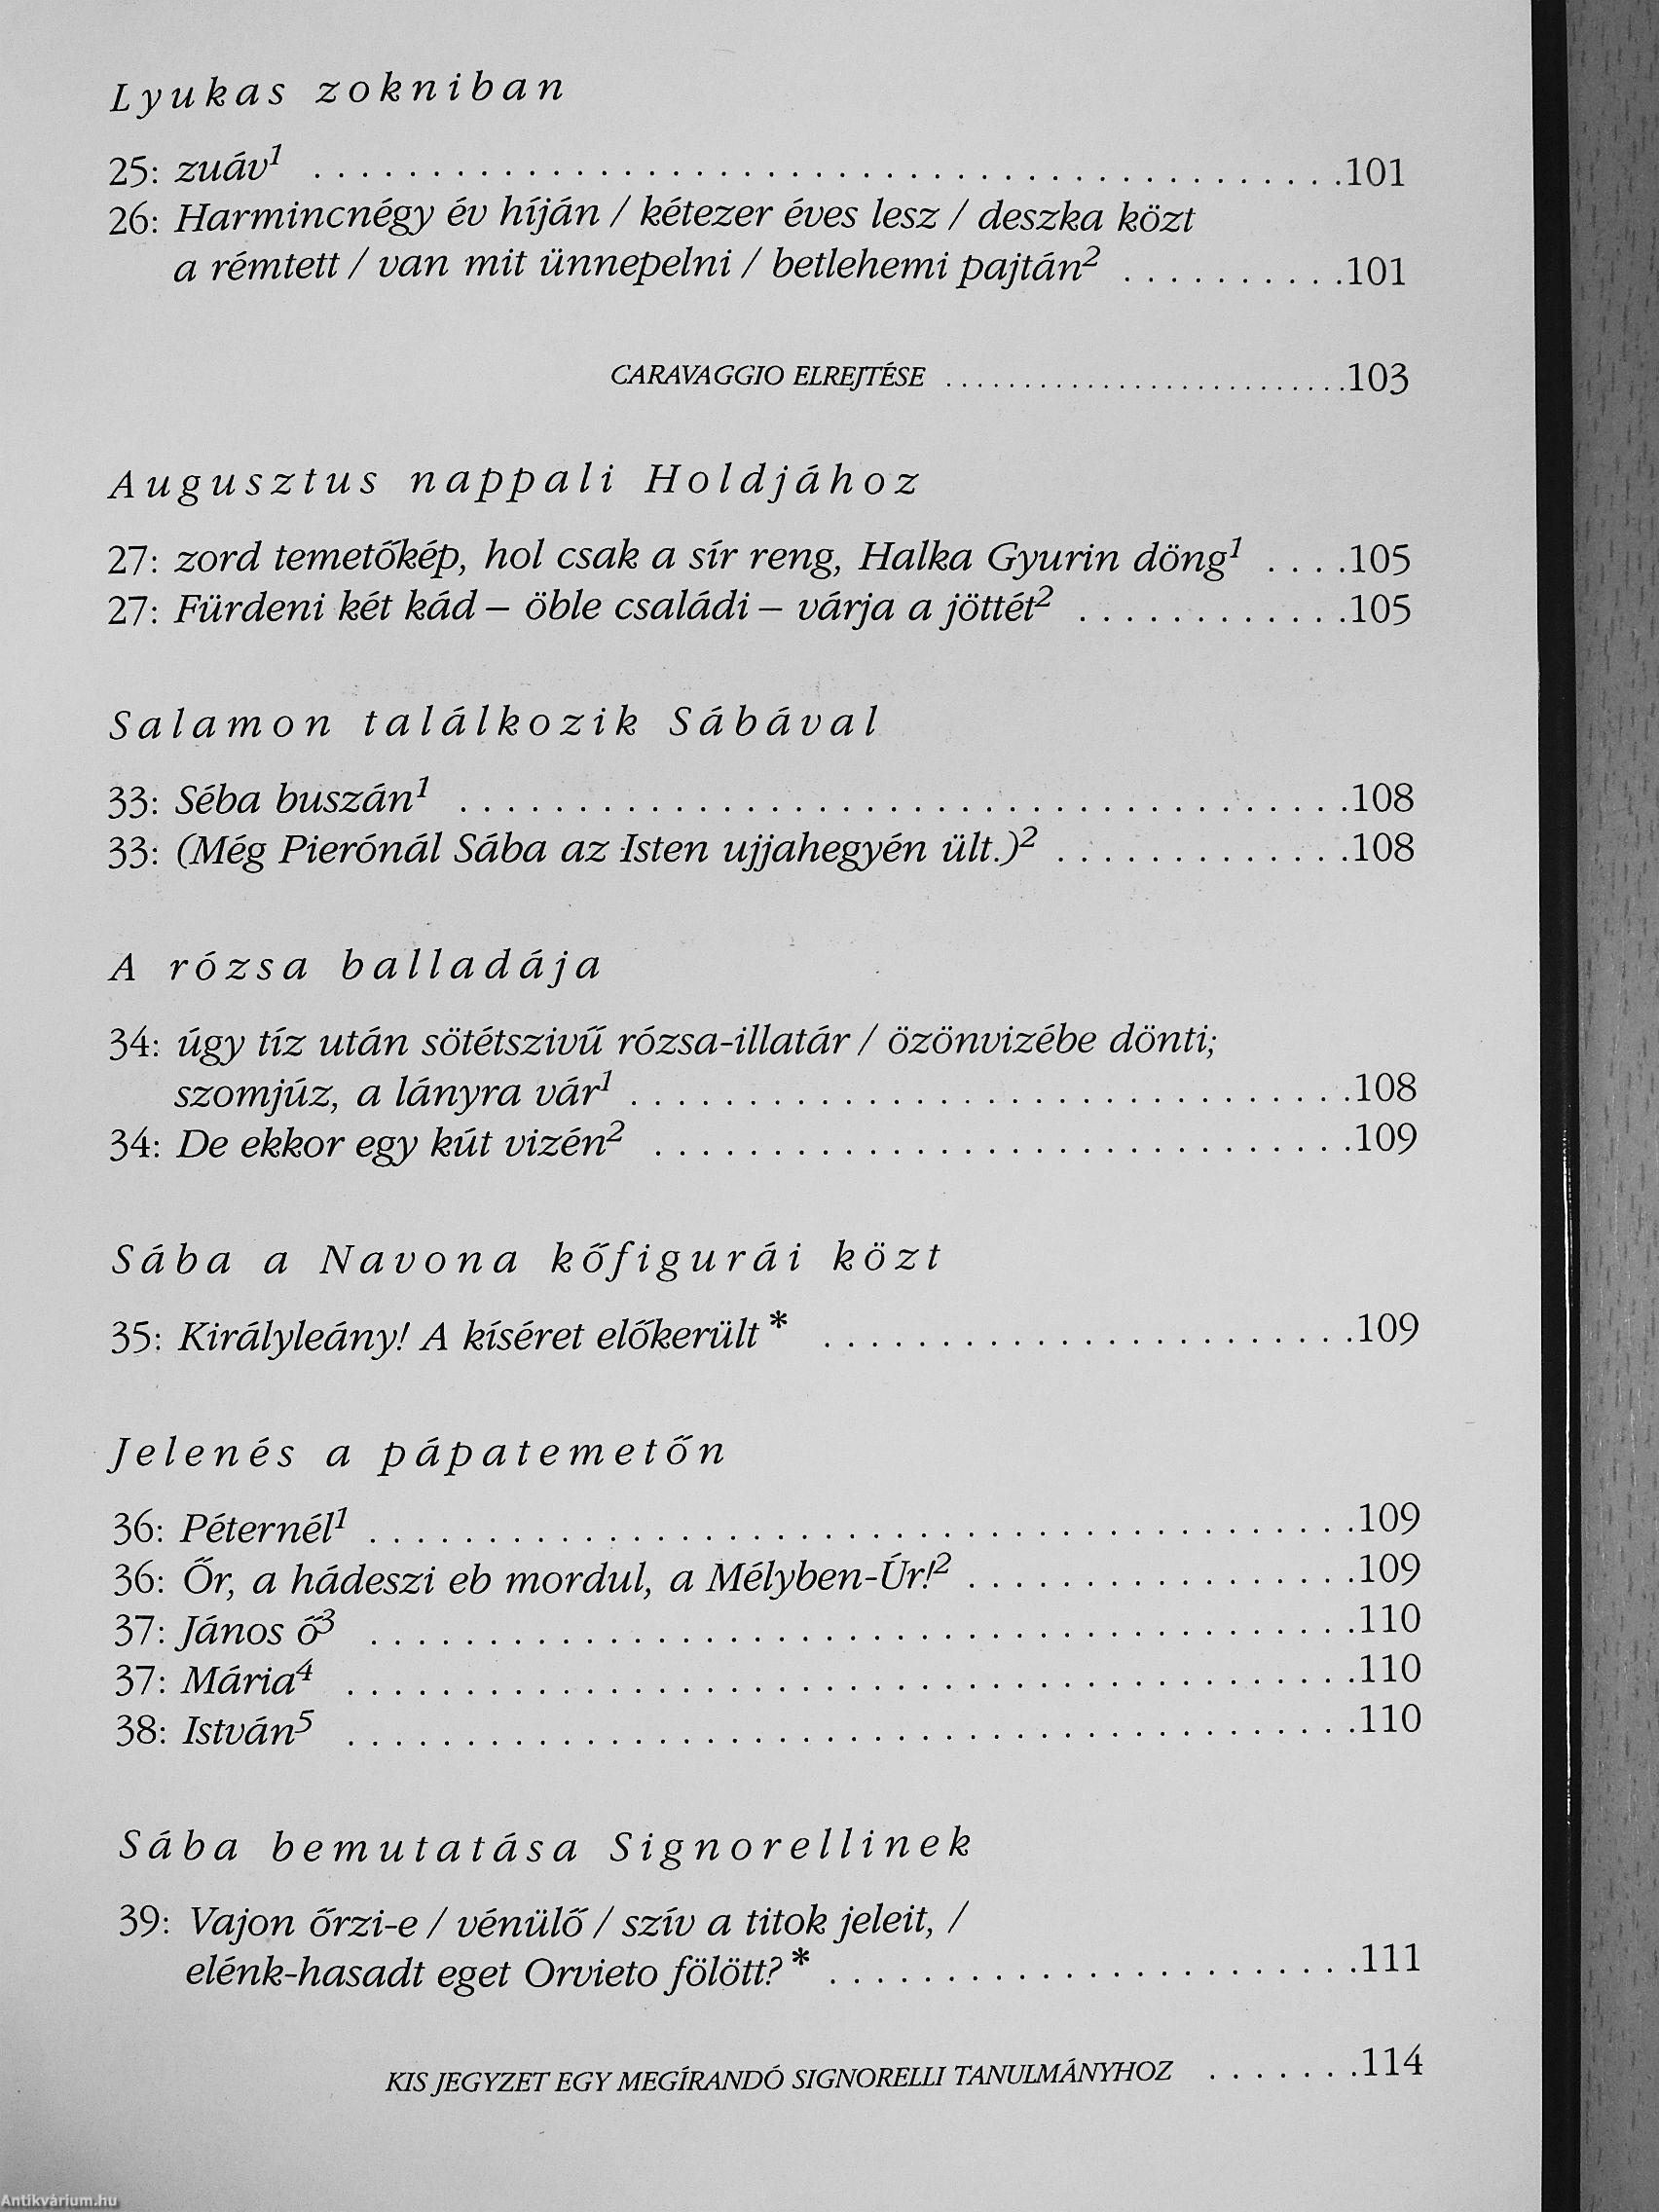 Lyukas zokniban
25: zuáv¹ . . . . . . . . . . . . . . . . . . . . . . . . . . . . . . . . . . . . . . . . . . . .101
26: Harmincnégy év híján / kétezer éves lesz / deszka közt
a rémtett / van mit ünnepelni / betlehemi pajtán² . . . . . . . . . .101
CARAVAGGIO ELREJTÉSE . . . . . . . . . . . . . . . . . . . . . . . . . .103
Augusztus nappali Holdjához
27: zord temetőkép, hol csak a sír reng, Halka Gyurin döng¹ . . . .105
27: Fürdeni két kád – öble családi – várja a jöttét² . . . . . . . . . . . .105
Salamon találkozik Sábával
33: Séba buszán¹ . . . . . . . . . . . . . . . . . . . . . . . . . . . . . . . . . . . . . .108
33: (Még Pierónál Sába az Isten ujjahegyén ült.)² . . . . . . . . . . . . .108
A rózsa balladája
34: úgy tíz után sötétszivű rózsa-illatár / özönvizébe dönti;
szomjúz, a lányra vár¹ . . . . . . . . . . . . . . . . . . . . . . . . . . . . . . .108
34: De ekkor egy kút vizén² . . . . . . . . . . . . . . . . . . . . . . . . . . . . . .109
Sába a Navona kőfigurái közt
35: Királyleány! A kíséret előkerült * . . . . . . . . . . . . . . . . . . . . . . .109
Jelenés a pápatemetőn
36: Péternél¹ . . . . . . . . . . . . . . . . . . . . . . . . . . . . . . . . . . . . . . . . . .109
36: Őr, a hádeszi eb mordul, a Mélyben-Úr!² . . . . . . . . . . . . . . . . .109
37: János ő³ . . . . . . . . . . . . . . . . . . . . . . . . . . . . . . . . . . . . . . . . . .110
37: Mária⁴ . . . . . . . . . . . . . . . . . . . . . . . . . . . . . . . . . . . . . . . . . . .110
38: István⁵ . . . . . . . . . . . . . . . . . . . . . . . . . . . . . . . . . . . . . . . . . . .110
Sába bemutatása Signorellinek
39: Vajon őrzi-e / vénülő / szív a titok jeleit, /
elénk-hasadt eget Orvieto fölött? * . . . . . . . . . . . . . . . . . . . . . . .111
KIS JEGYZET EGY MEGÍRANDÓ SIGNORELLI TANULMÁNYHOZ . . . . . . .114
Antikvárium.hu